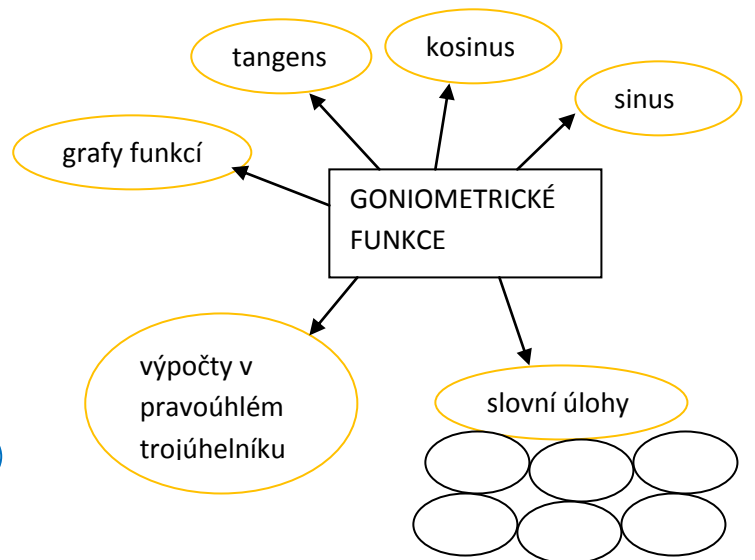 kosinus
tangens
sinus
grafy funkcí
GONIOMETRICKÉ
FUNKCE
výpočty v
pravoúhlém
trojúhelníku
slovní úlohy